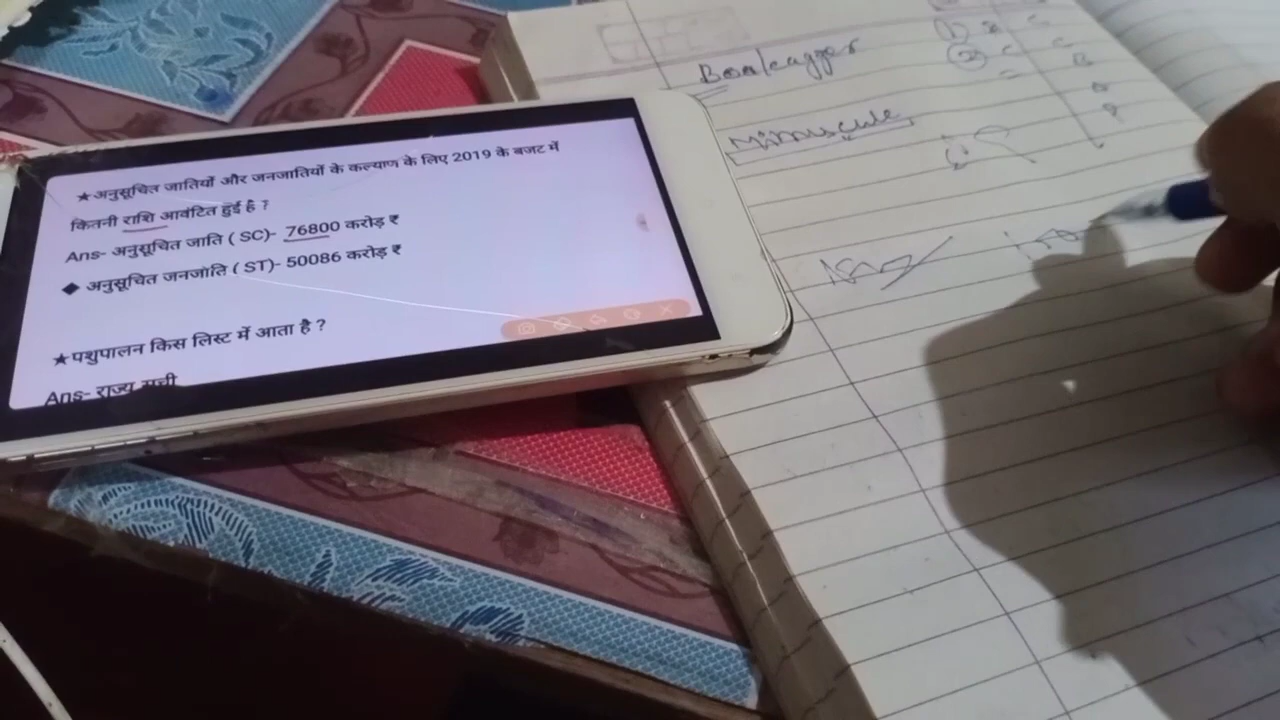 ★अनुसूचित जातियों और जनजातियों के कल्याण के लिए 2019 के बजट में
कितनी राशि आवंटित हुई है ?
Ans- अनुसूचित जाति ( SC)- 76800 करोड़ ₹
◆ अनुसूचित जनजाति ( ST)- 50086 करोड़ ₹
★पशुपालन किस लिस्ट में आता है ?
Ans- राज्य सूची
Minuscule